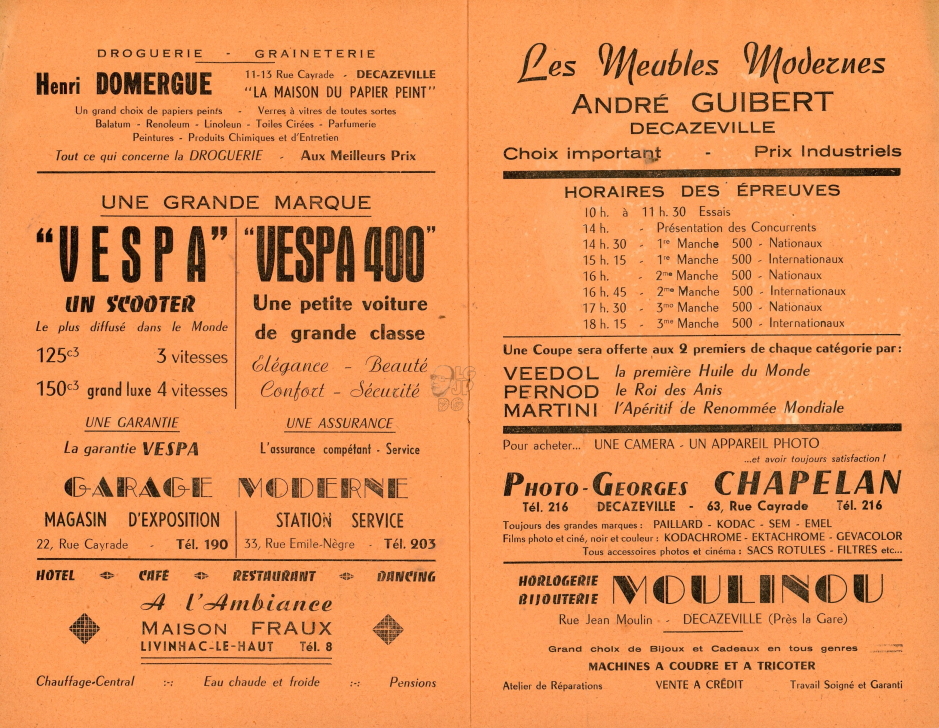 DROGUERIE - GRAINETERIE
Henri DOMERGUE
11-13 Rue Cayrade - DECAZEVILLE
"LA MAISON DU PAPIER PEINT"
Un grand choix de papiers peints - Verres à vitres de toutes sortes
Balatum - Renoleum - Linoleun - Toiles Cirées - Parfumerie
Peintures - Produits Chimiques et d'Entretien
Tout ce qui concerne la DROGUERIE - Aux Meilleurs Prix
UNE GRANDE MARQUE
"VESPA"
UN SCOOTER
Le plus diffusé dans le Monde
125c3 3 vitesses
150c3 grand luxe 4 vitesses
UNE GARANTIE
La garantie VESPA
"VESPA 400"
Une petite voiture
de grande classe
Elégance - Beauté
Confort - Sécurité
UNE ASSURANCE
L'assurance compétant - Service
GARAGE MODERNE
MAGASIN D'EXPOSITION
22, Rue Cayrade - Tél. 190
STATION SERVICE
33, Rue Emile-Nègre - Tél. 203
HOTEL CAFÉ RESTAURANT DANCING
A l'Ambiance
MAISON FRAUX
LIVINHAC-LE-HAUT Tél. 8
Chauffage-Central :-: Eau chaude et froide :-: Pensions
Les Meubles Modernes
ANDRÉ GUIBERT
DECAZEVILLE
Choix important - Prix Industriels
HORAIRES DES ÉPREUVES
10 h. à 11 h. 30 Essais
14 h. - Présentation des Concurrents
14 h. 30 - 1re Manche 500 - Nationaux
15 h. 15 - 1re Manche 500 - Internationaux
16 h. - 2me Manche 500 - Nationaux
16 h. 45 - 2me Manche 500 - Internationaux
17 h. 30 - 3me Manche 500 - Nationaux
18 h. 15 - 3me Manche 500 - Internationaux
Une Coupe sera offerte aux 2 premiers de chaque catégorie par :
VEEDOL la première Huile du Monde
PERNOD le Roi des Anis
MARTINI l'Apéritif de Renommée Mondiale
Pour acheter... UNE CAMERA - UN APPAREIL PHOTO
...et avoir toujours satisfaction !
PHOTO-GEORGES CHAPELAN
Tél. 216 DECAZEVILLE - 63, Rue Cayrade Tél. 216
Toujours des grandes marques : PAILLARD - KODAC - SEM - EMEL
Films photo et ciné, noir et couleur : KODACHROME - EKTACHROME - GEVACOLOR
Tous accessoires photos et cinéma : SACS ROTULES - FILTRES etc...
HORLOGERIE
BIJOUTERIE
MOULINOU
Rue Jean Moulin - - DECAZEVILLE (Près la Gare)
Grand choix de Bijoux et Cadeaux en tous genres
MACHINES A COUDRE ET A TRICOTER
Atelier de Réparations VENTE A CRÉDIT Travail Soigné et Garanti